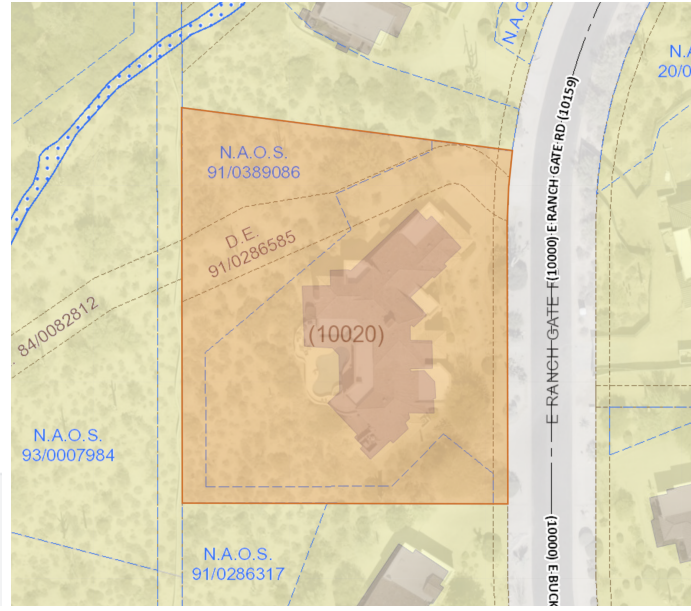 N.A.O
N.A
20/0
N.A.O.S.
91/0389086
D.E.
91/0286585
84/0082812
(10020)
N.A.O.S.
93/0007984
N.A.O.S.
91/0286317
E RANCH GATE F(10000) E RANCH GATE RD (10159)
(10000) E BUCK